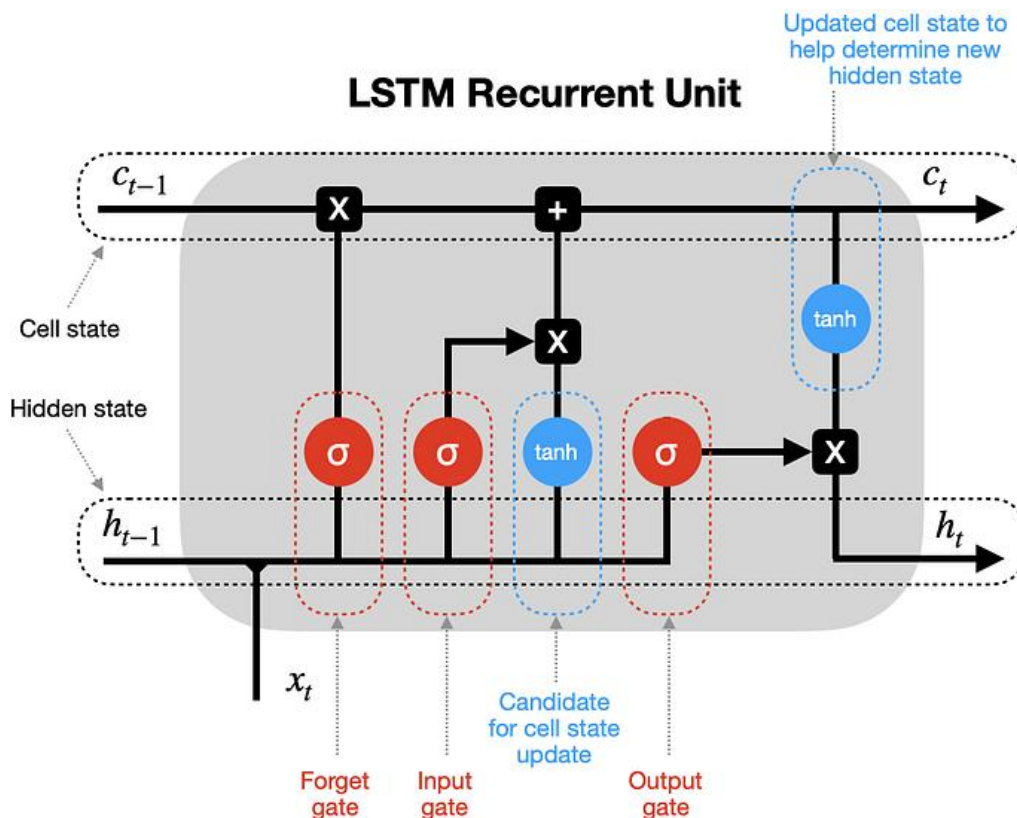 Updated cell state to
help determine new
hidden state
LSTM Recurrent Unit
c_{t-1}
c_t
X
+
Cell state
tanh
X
Hidden state
σ
σ
tanh
σ
X
h_{t-1}
h_t
x_t
Candidate
for cell state
update
Forget
gate
Input
gate
Output
gate